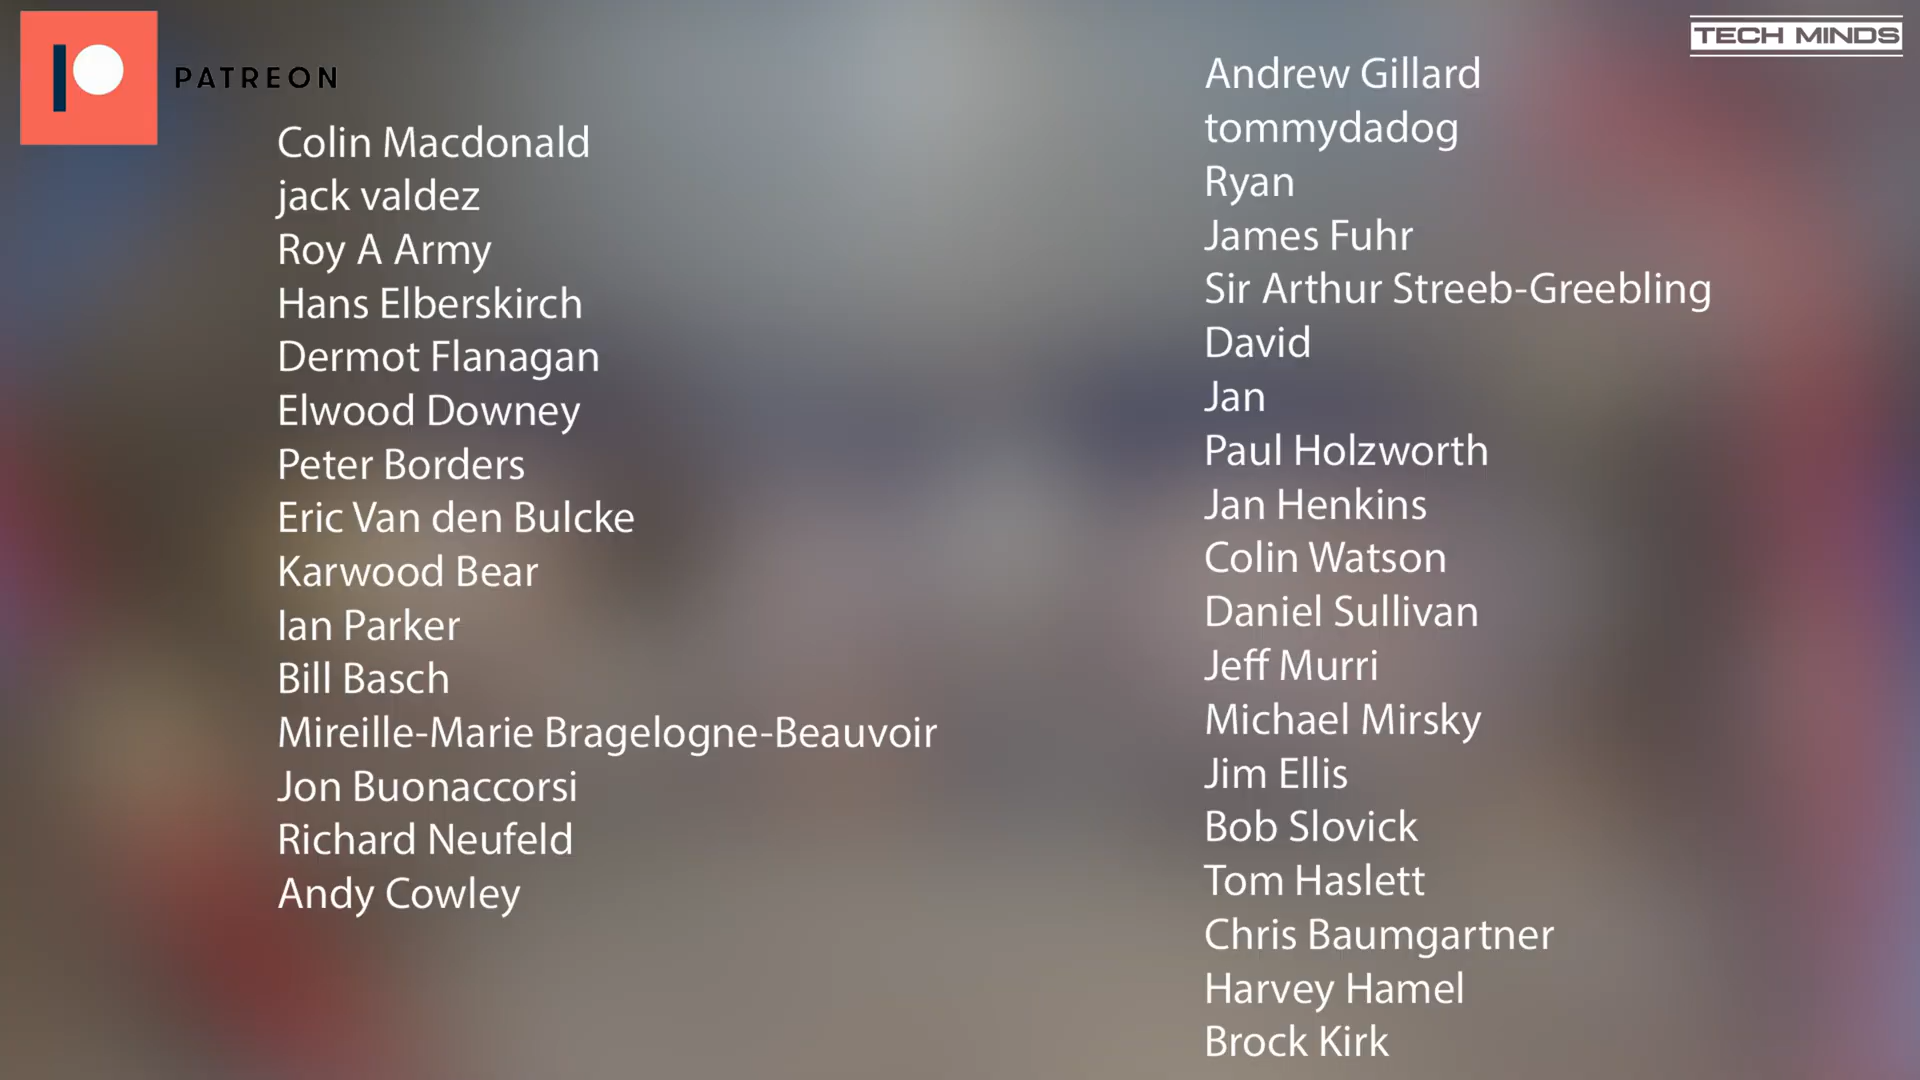 PATREON
TECH MINDS
Colin Macdonald
jack valdez
Roy A Army
Hans Elberskirch
Dermot Flanagan
Elwood Downey
Peter Borders
Eric Van den Bulcke
Karwood Bear
Ian Parker
Bill Basch
Mireille-Marie Bragelogne-Beauvoir
Jon Buonaccorsi
Richard Neufeld
Andy Cowley
Andrew Gillard
tommydadog
Ryan
James Fuhr
Sir Arthur Streeb-Greebling
David
Jan
Paul Holzworth
Jan Henkins
Colin Watson
Daniel Sullivan
Jeff Murri
Michael Mirsky
Jim Ellis
Bob Slovick
Tom Haslett
Chris Baumgartner
Harvey Hamel
Brock Kirk